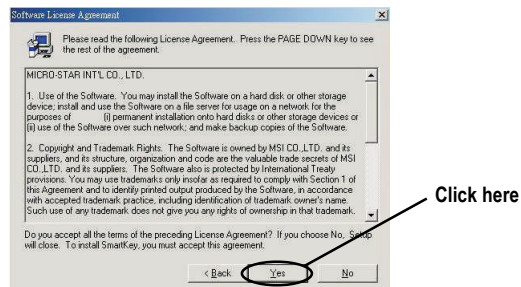 Software License Agreement
Please read the following License Agreement. Press the PAGE DOWN key to see
the rest of the agreement.
MICRO-STAR INT'L CO., LTD.
1. Use of the Software. You may install the Software on a hard disk or other storage
device; install and use the Software on a file server for usage on a network for the
purposes of (i) permanent installation onto hard disks or other storage devices or
(ii) use of the Software over such network; and make backup copies of the Software.
2. Copyright and Trademark Rights. The Software is owned by MSI CO.,LTD. and its
suppliers, and its structure, organization and code are the valuable trade secrets of MSI
CO.,LTD. and its suppliers. The Software also is protected by International Treaty
provisions. You may use trademarks only insofar as required to comply with Section 1 of
this Agreement and to identify printed output produced by the Software, in accordance
with accepted trademark practice, including identification of trademark owner's name.
Such use of any trademark does not give you any rights of ownership in that trademark.
Click here
Do you accept all the terms of the preceding License Agreement? If you choose No, Setup
will close. To install SmartKey, you must accept this agreement.
< Back Yes No